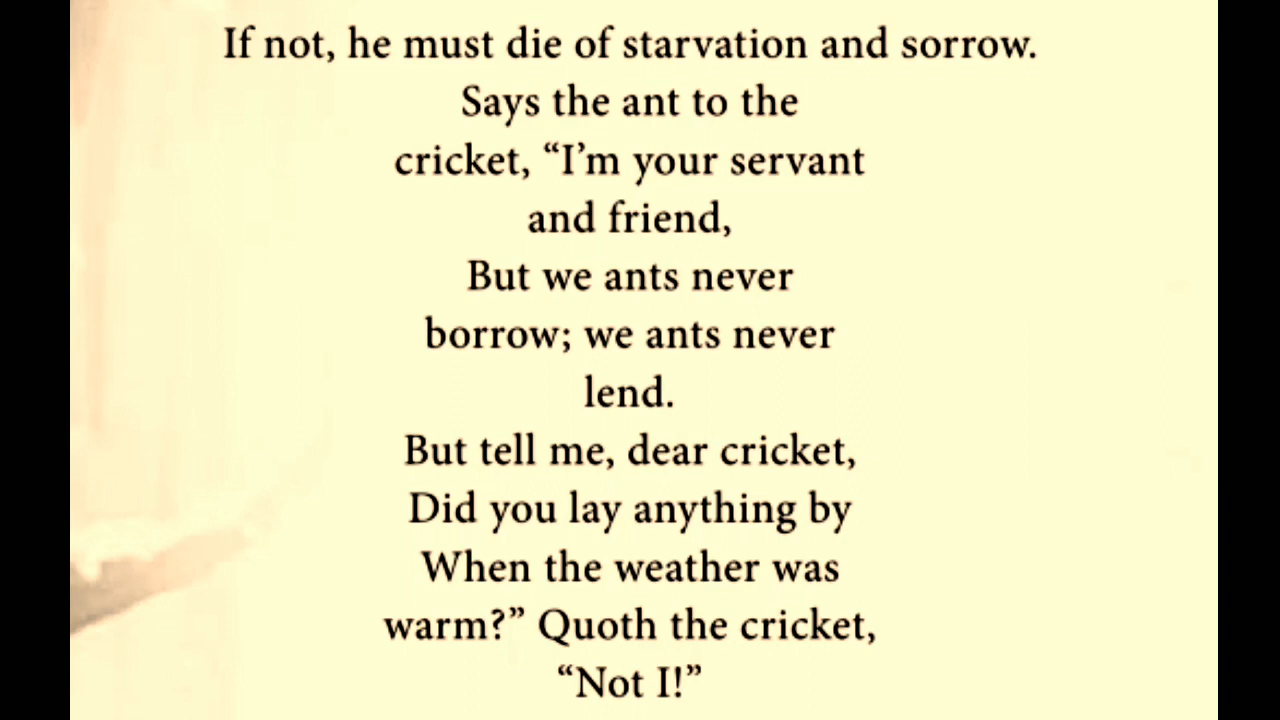 If not, he must die of starvation and sorrow.
Says the ant to the
cricket, “I’m your servant
and friend,
But we ants never
borrow; we ants never
lend.
But tell me, dear cricket,
Did you lay anything by
When the weather was
warm?” Quoth the cricket,
“Not I!”